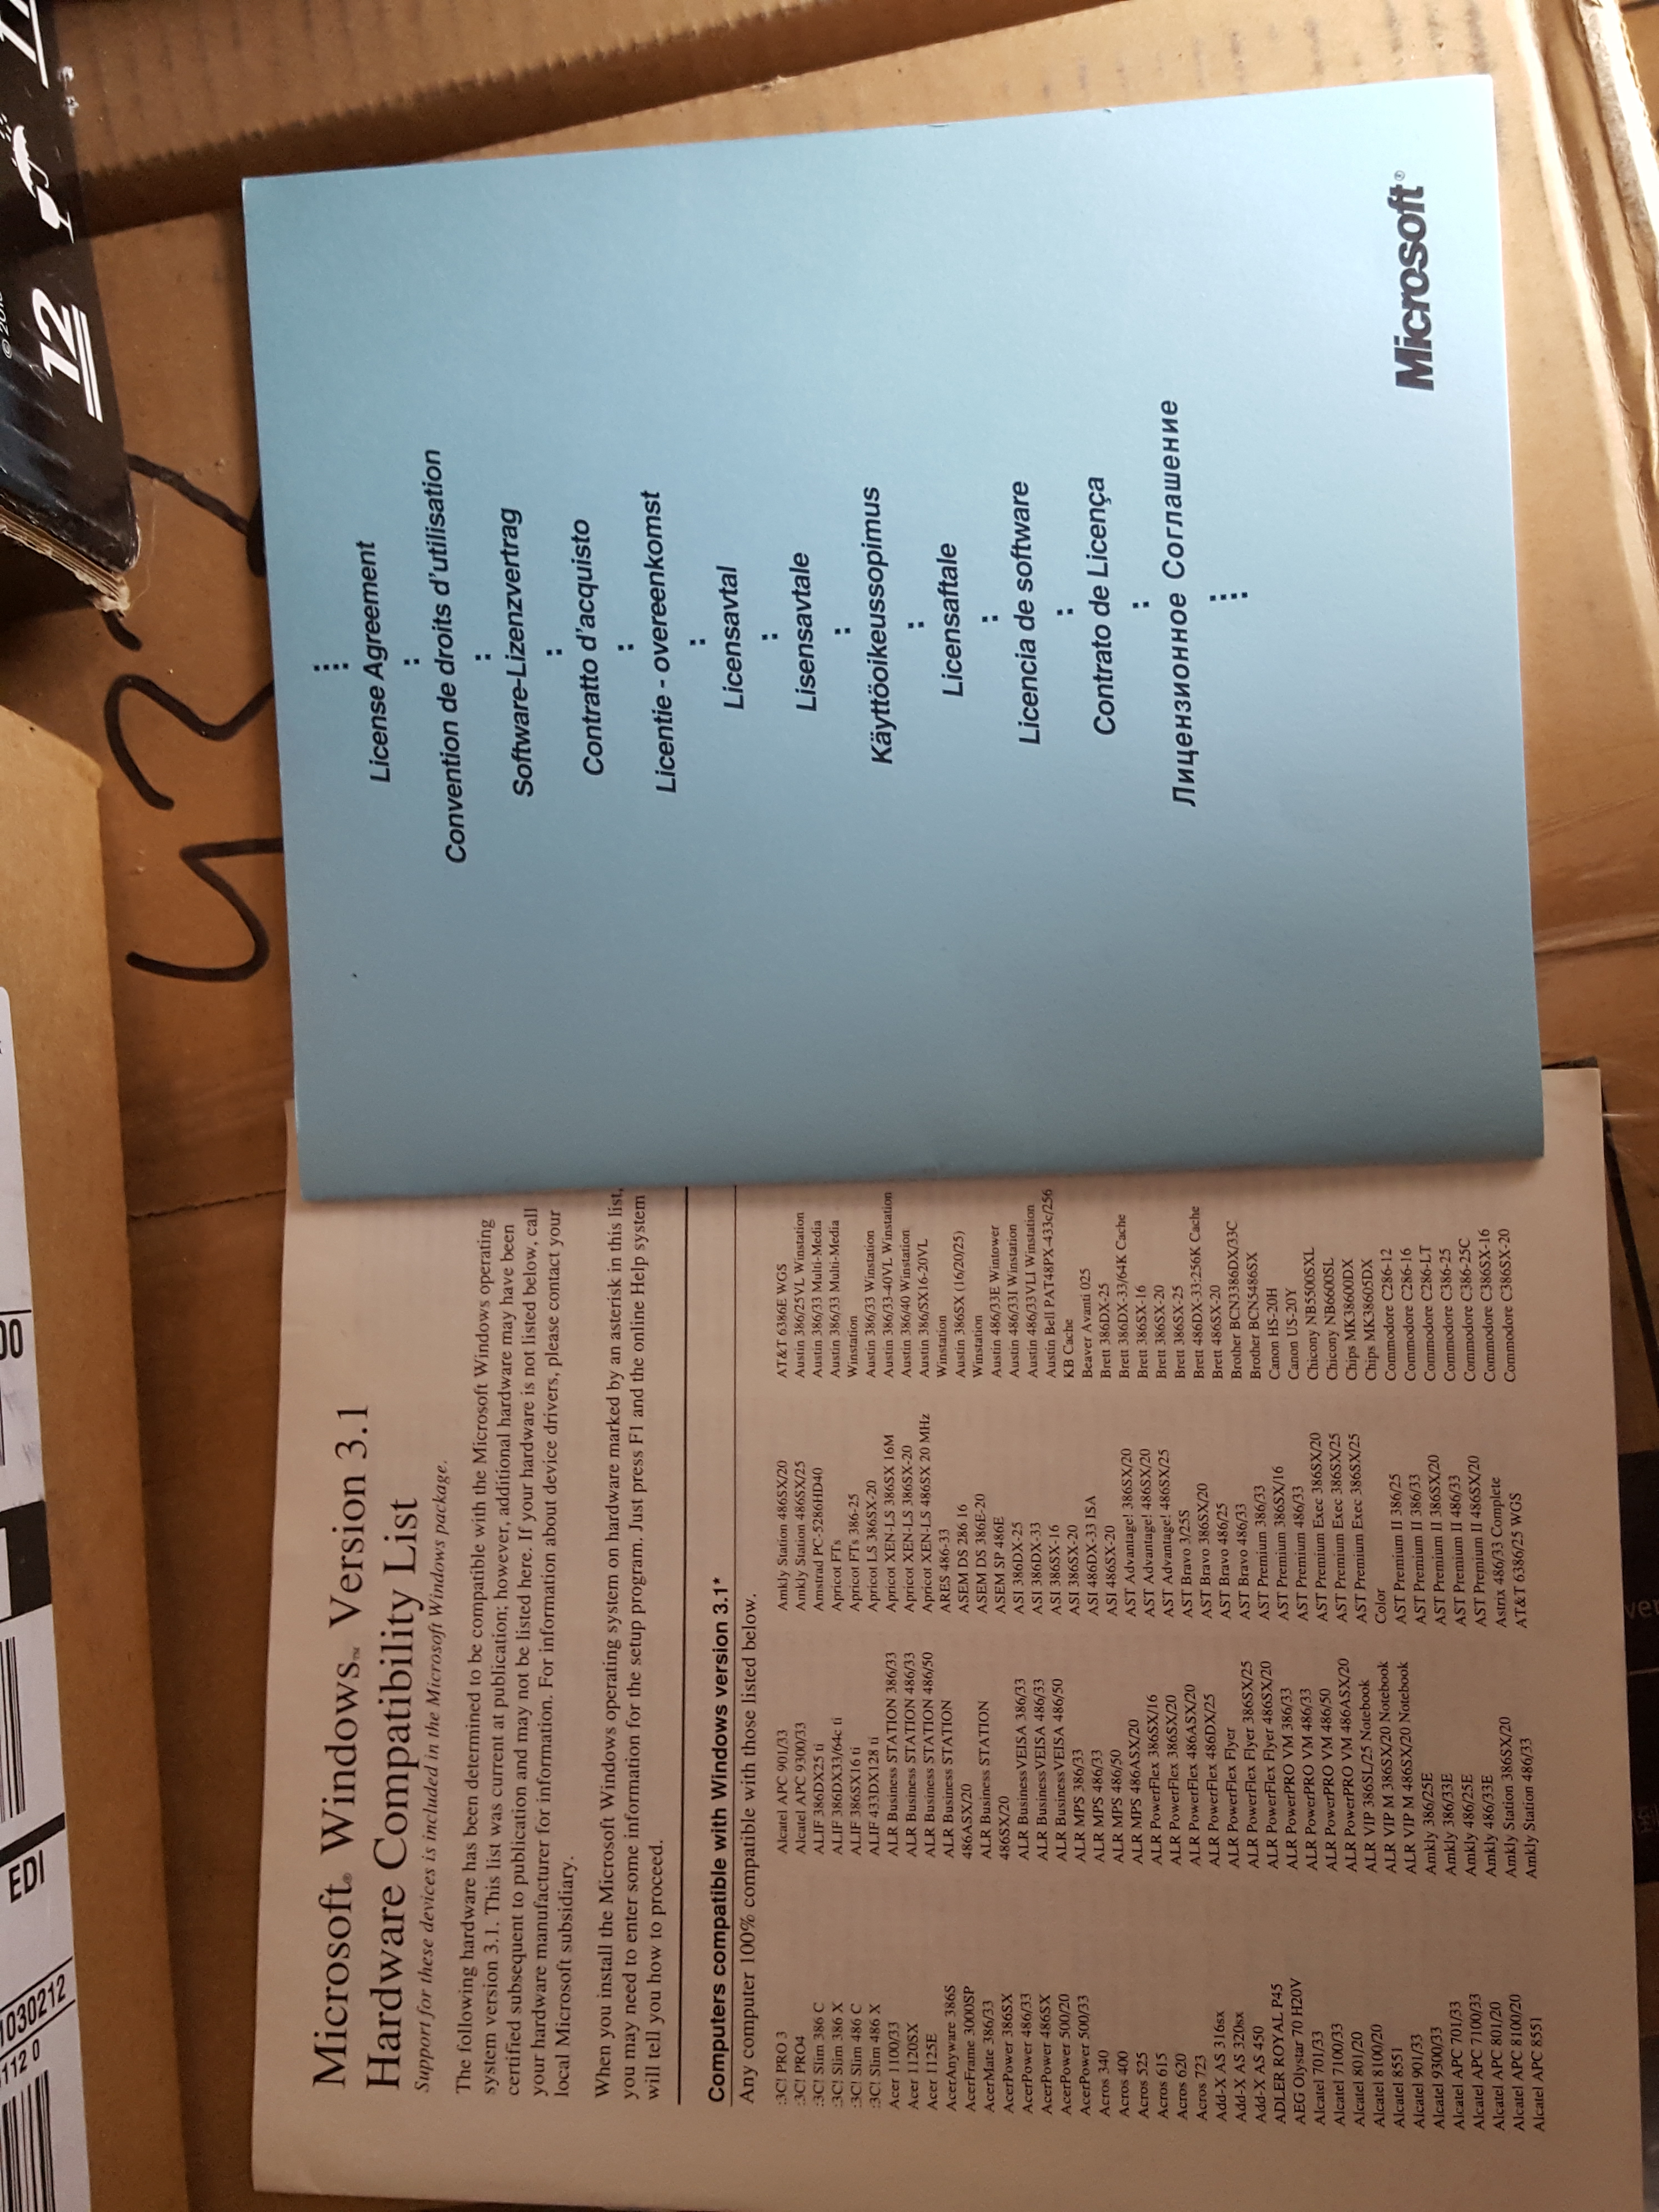 Microsoft® Windows™ Version 3.1
Hardware Compatibility List
Support for these devices is included in the Microsoft Windows package.
The following hardware has been determined to be compatible with the Microsoft Windows operating
system version 3.1. This list was current at publication; however, additional hardware may have been
certified subsequent to publication and may not be listed here. If your hardware is not listed below, call
your hardware manufacturer for information. For information about device drivers, please contact your
local Microsoft subsidiary.
When you install the Microsoft Windows operating system on hardware marked by an asterisk in this list,
you may need to enter some information for the setup program. Just press F1 and the online Help system
will tell you how to proceed.
Computers compatible with Windows version 3.1*
Any computer 100% compatible with those listed below.
:3C! PRO 3
:3C! PRO4
:3C! Slim 386 C
:3C! Slim 386 X
:3C! Slim 486 C
:3C! Slim 486 X
Acer 1100/33
Acer 1120SX
Acer 1125E
AcerAnyware 386S
AcerFrame 3000SP
AcerMate 386/33
AcerPower 386SX
AcerPower 486/33
AcerPower 486SX
AcerPower 500/20
AcerPower 500/33
Acros 340
Acros 400
Acros 525
Acros 615
Acros 620
Acros 723
Add-X AS 316sx
Add-X AS 320sx
Add-X AS 450
ADLER ROYAL P45
AEG Olystar 70 H20V
Alcatel 701/33
Alcatel 7100/33
Alcatel 801/20
Alcatel 8100/20
Alcatel 8551
Alcatel 901/33
Alcatel 9300/33
Alcatel APC 701/33
Alcatel APC 7100/33
Alcatel APC 801/20
Alcatel APC 8100/20
Alcatel APC 8551
Alcatel APC 901/33
Alcatel APC 9300/33
ALIF 386DX25 ti
ALIF 386DX33/64c ti
ALIF 386SX16 ti
ALIF 433DX128 ti
ALR Business STATION 386/33
ALR Business STATION 486/33
ALR Business STATION 486/50
ALR Business STATION
486ASX/20
ALR Business STATION
486SX/20
ALR BusinessVEISA 386/33
ALR BusinessVEISA 486/33
ALR BusinessVEISA 486/50
ALR MPS 386/33
ALR MPS 486/33
ALR MPS 486/50
ALR MPS 486ASX/20
ALR PowerFlex 386SX/16
ALR PowerFlex 386SX/20
ALR PowerFlex 486ASX/20
ALR PowerFlex 486DX/25
ALR PowerFlex Flyer
ALR PowerFlex Flyer 386SX/25
ALR PowerFlex Flyer 486SX/20
ALR PowerPRO VM 386/33
ALR PowerPRO VM 486/33
ALR PowerPRO VM 486/50
ALR PowerPRO VM 486ASX/20
ALR VIP 386SL/25 Notebook
ALR VIP M 386SX/20 Notebook
ALR VIP M 486SX/20 Notebook
Amkly 386/25E
Amkly 386/33E
Amkly 486/25E
Amkly 486/33E
Amkly Station 386SX/20
Amkly Station 486/33
Amkly Station 486SX/20
Amkly Station 486SX/25
Amstrad PC-5286HD40
Apricot FTs
Apricot FTs 386-25
Apricot LS 386SX-20
Apricot XEN-LS 386SX 16M
Apricot XEN-LS 386SX-20
Apricot XEN-LS 486SX 20 MHz
ARES 486-33
ASEM DS 286 16
ASEM DS 386E-20
ASEM SP 486E
ASI 386DX-25
ASI 386DX-33
ASI 386SX-16
ASI 386SX-20
ASI 486DX-33 ISA
ASI 486SX-20
AST Advantage! 386SX/20
AST Advantage! 486SX/20
AST Advantage! 486SX/25
AST Bravo 3/25S
AST Bravo 386SX/20
AST Bravo 486/25
AST Bravo 486/33
AST Premium 386/33
AST Premium 386SX/16
AST Premium 486/33
AST Premium Exec 386SX/20
AST Premium Exec 386SX/25
AST Premium Exec 386SX/25
Color
AST Premium II 386/25
AST Premium II 386/33
AST Premium II 386SX/20
AST Premium II 486/33
AST Premium II 486SX/20
Astrix 486/33 Complete
AT&T 6386/25 WGS
AT&T 6386E WGS
Austin 386/25VL Winstation
Austin 386/33 Multi-Media
Austin 386/33 Multi-Media
Winstation
Austin 386/33 Winstation
Austin 386/33-40VL Winstation
Austin 386/40 Winstation
Austin 386/SX16-20VL
Winstation
Austin 386SX (16/20/25)
Winstation
Austin 486/33E Wintower
Austin 486/33I Winstation
Austin 486/33VLI Winstation
Austin Bell PAT48PX-433c/256
KB Cache
Beaver Avanti 025
Brett 386DX-25
Brett 386DX-33/64K Cache
Brett 386SX-16
Brett 386SX-20
Brett 386SX-25
Brett 486DX-33:256K Cache
Brett 486SX-20
Brother BCN3386DX/33C
Brother BCN5486SX
Canon HS-20H
Canon US-20Y
Chicony NB5500SXL
Chicony NB6600SL
Chips MK3860DX
Chips MK38605DX
Commodore C286-12
Commodore C286-16
Commodore C286-LT
Commodore C386-25
Commodore C386-25C
Commodore C386SX-16
Commodore C386SX-20
License Agreement
Convention de droits d'utilisation
Software-Lizenzvertrag
Contratto d'acquisto
Licentie - overeenkomst
Licensavtal
Lisensavtale
Käyttöoikeussopimus
Licensaftale
Licencia de software
Contrato de Licença
Лицензионное Соглашение
Microsoft®
12
EDI
1030212
112 0